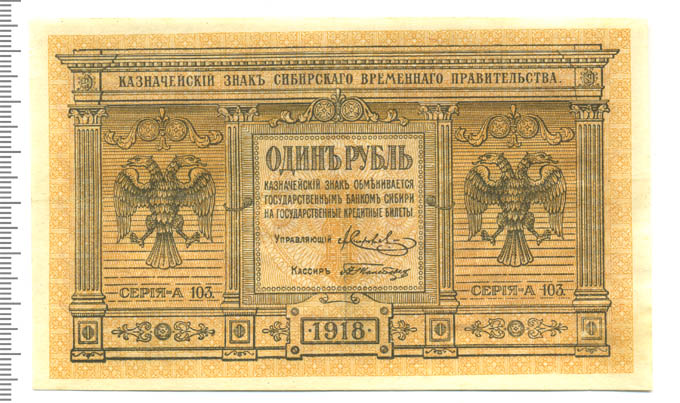 КАЗНАЧЕЙСКІЙ ЗНАКЪ СИБИРСКАГО ВРЕМЕННАГО ПРАВИТЕЛЬСТВА.
ОДИНЪ РУБЛЬ
КАЗНАЧЕЙСКІЙ ЗНАКЪ ОБМѢНИВАЕТСЯ
ГОСУДАРСТВЕННЫМЪ БАНКОМЪ СИБИРИ
НА ГОСУДАРСТВЕННЫЕ КРЕДИТНЫЕ БИЛЕТЫ.
УПРАВЛЯЮЩІЙ
КАССИРЪ
СЕРІЯ-А 103.
СЕРІЯ-А 103.
·1918·